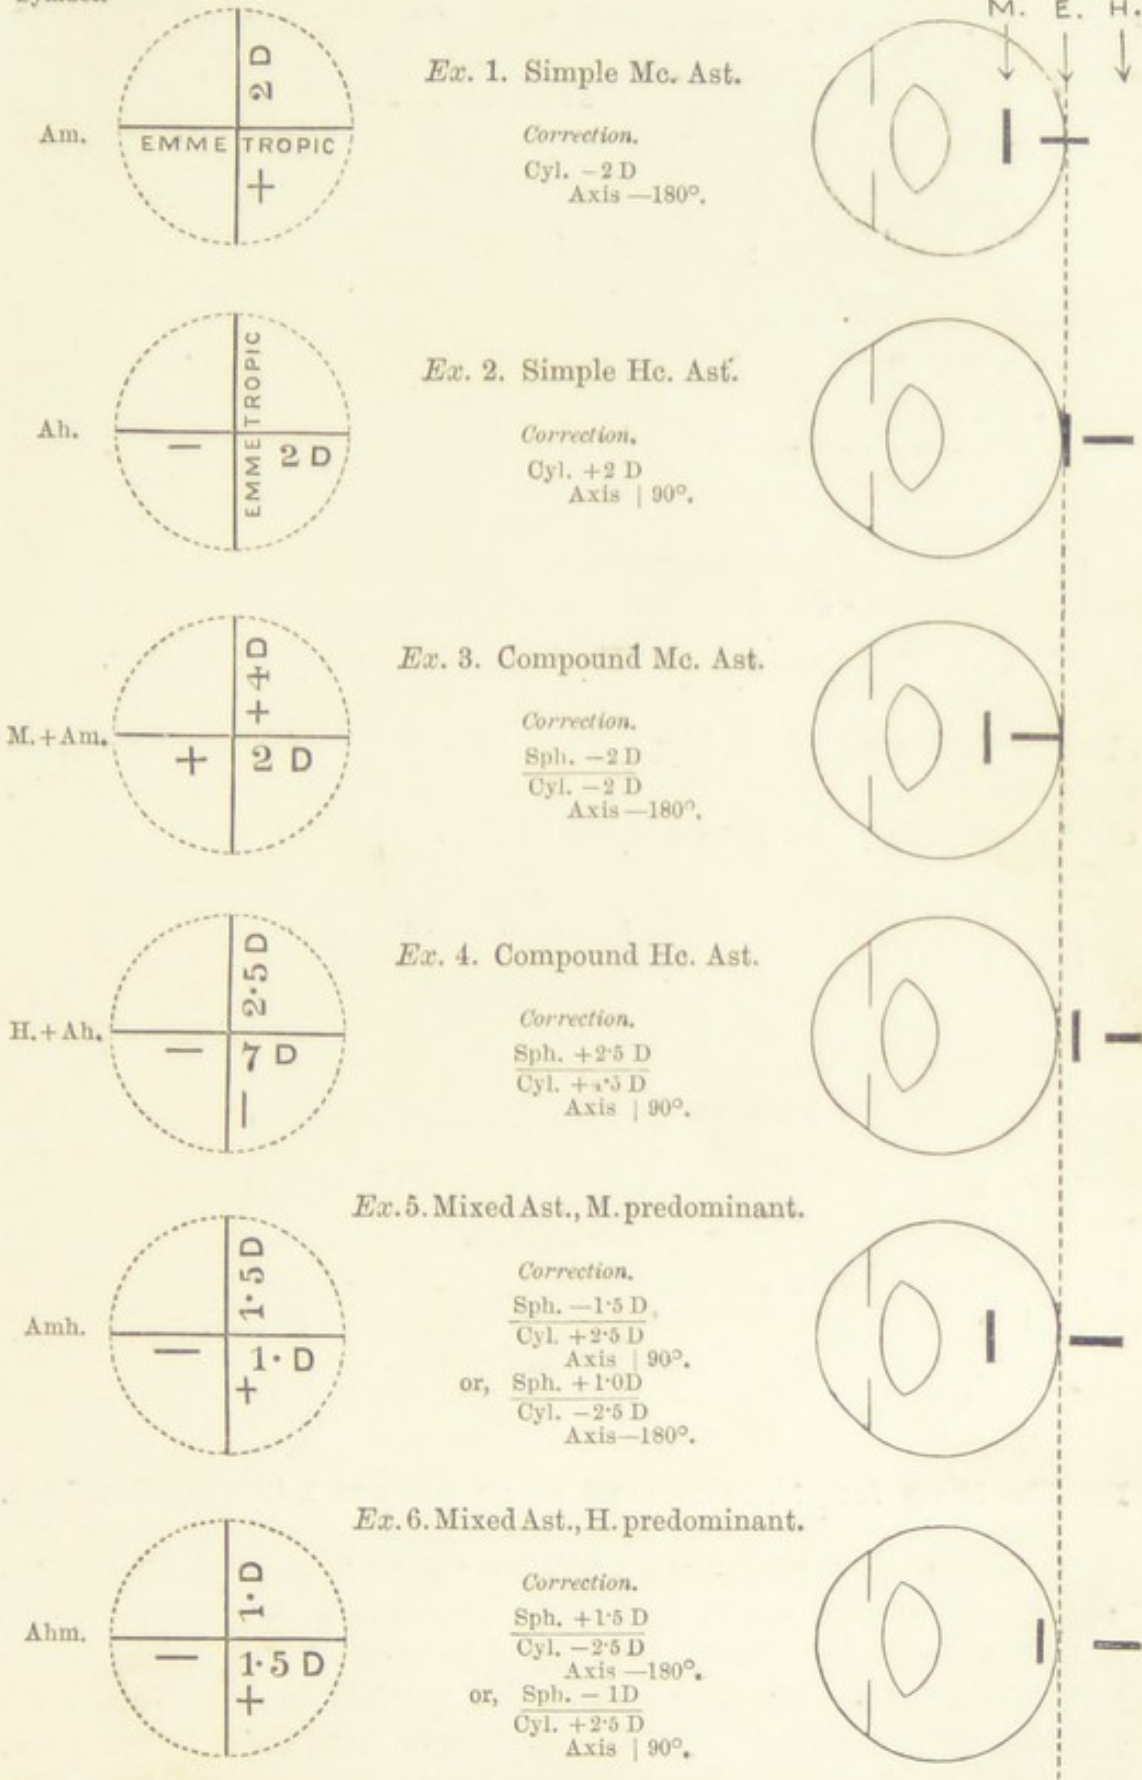 M. E. H.
Am.
2 D
EMMETROPIC
+
Ex. 1. Simple Mc. Ast.
Correction.
Cyl. −2 D
Axis —180°.
Ah.
EMMETROPIC
— 2 D
Ex. 2. Simple Hc. Ast.
Correction.
Cyl. +2 D
Axis | 90°.
M.+Am.
+4D
+ 2 D
Ex. 3. Compound Mc. Ast.
Correction.
Sph. −2 D
Cyl. −2 D
Axis —180°.
H.+Ah.
2·5 D
— 7 D
|
Ex. 4. Compound Hc. Ast.
Correction.
Sph. +2·5 D
Cyl. +4·5 D
Axis | 90°.
Amh.
1·5 D
— 1· D
+
Ex. 5. Mixed Ast., M. predominant.
Correction.
Sph. —1·5 D
Cyl. +2·5 D
Axis | 90°.
or, Sph. +1·0D
Cyl. −2·5 D
Axis—180°.
Ahm.
1·D
— 1·5 D
+
Ex. 6. Mixed Ast., H. predominant.
Correction.
Sph. +1·5 D
Cyl. −2·5 D
Axis —180°.
or, Sph. − 1D
Cyl. +2·5 D
Axis | 90°.